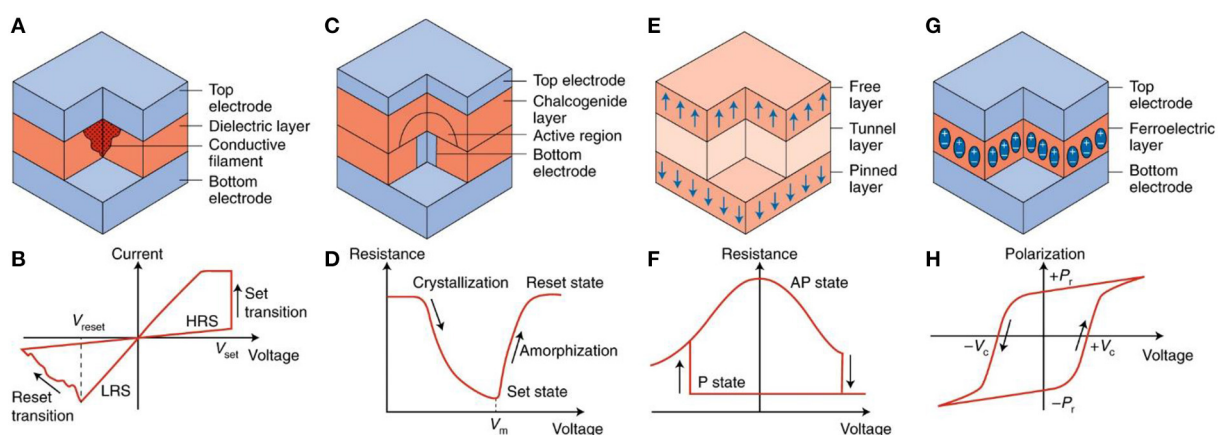 A
Top
electrode
Dielectric layer
Conductive
filament
Bottom
electrode
C
Top electrode
Chalcogenide
layer
Active region
Bottom
electrode
E
Free
layer
Tunnel
layer
Pinned
layer
G
Top
electrode
Ferroelectric
layer
Bottom
electrode
B
Current
Set
transition
HRS
V_reset
V_set
Voltage
LRS
Reset
transition
D
Resistance
Crystallization
Reset state
Amorphization
Set state
V_m
Voltage
F
Resistance
AP state
P state
Voltage
H
Polarization
+P_r
−V_c
+V_c
Voltage
−P_r